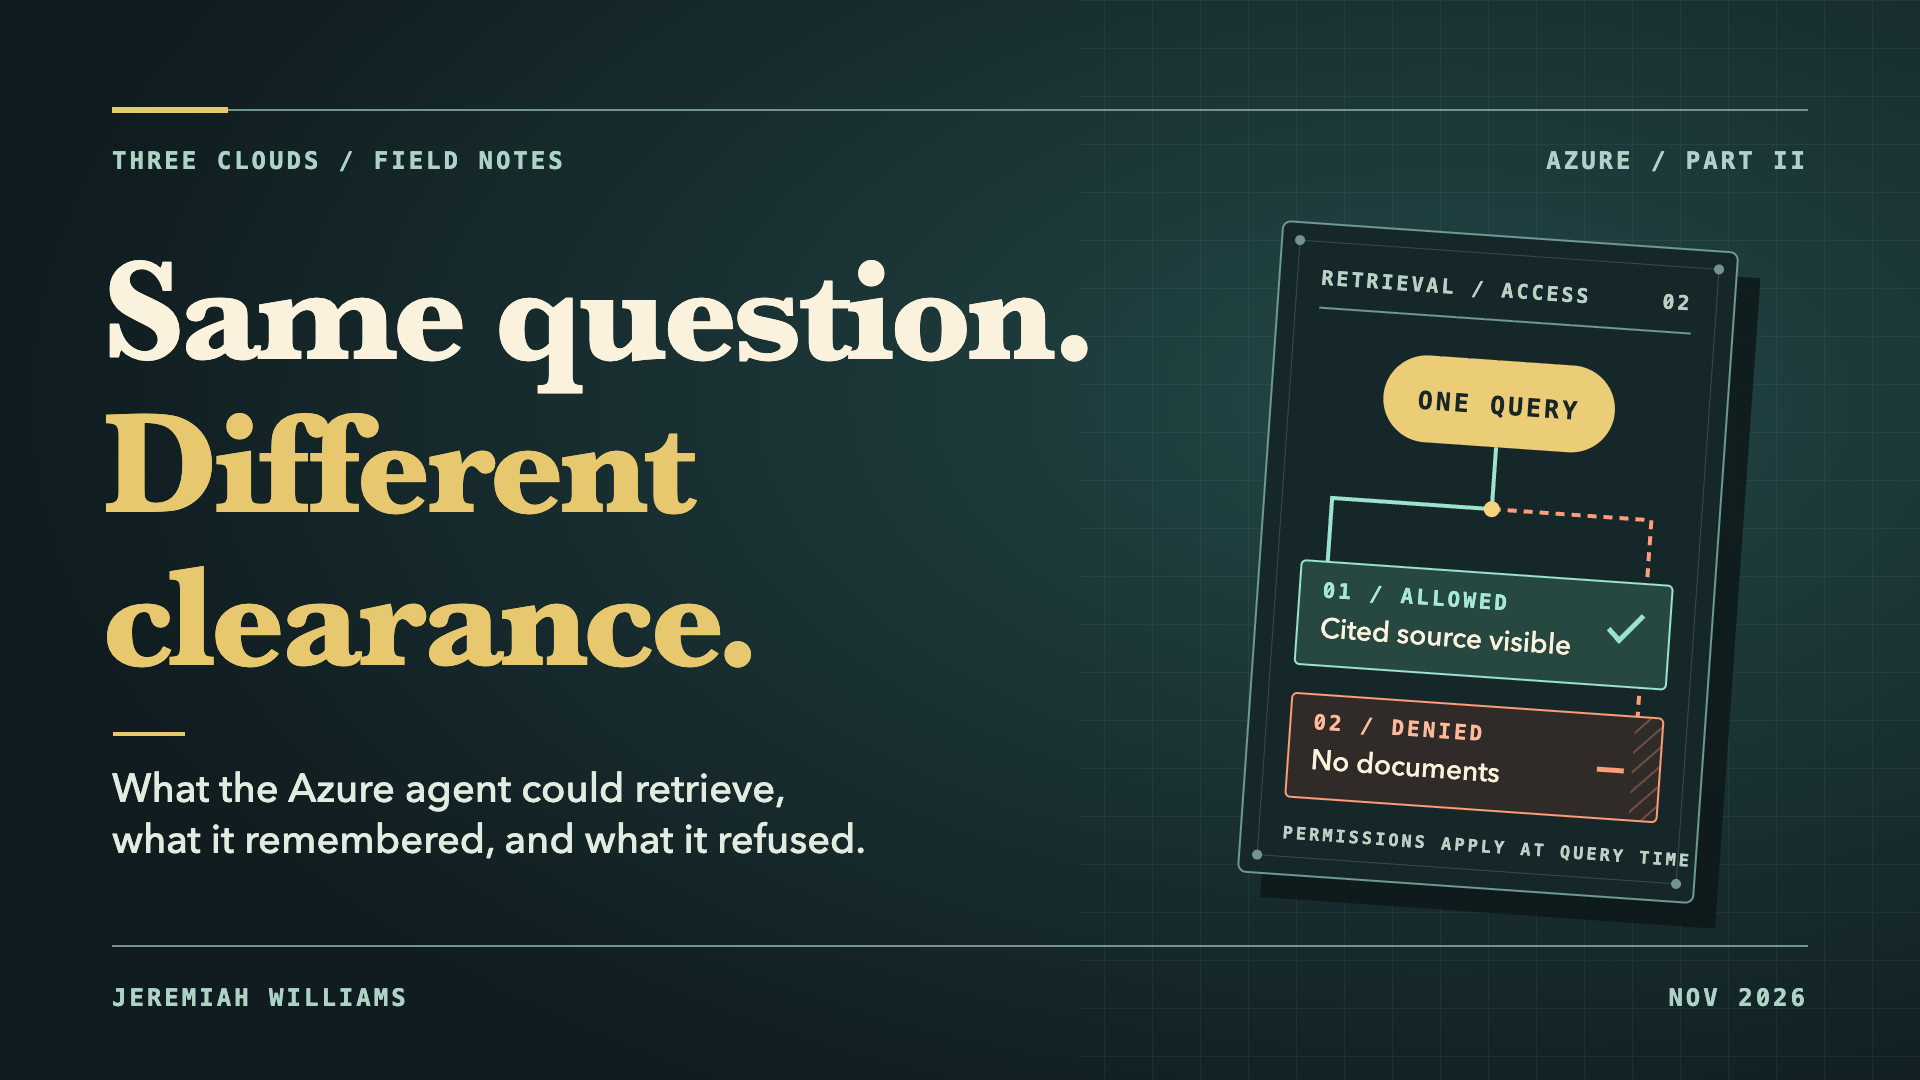 THREE CLOUDS / FIELD NOTES
AZURE / PART II
Same question.
Different
clearance.
What the Azure agent could retrieve,
what it remembered, and what it refused.
RETRIEVAL / ACCESS 02
ONE QUERY
01 / ALLOWED
Cited source visible
02 / DENIED
No documents
PERMISSIONS APPLY AT QUERY TIME
JEREMIAH WILLIAMS
NOV 2026